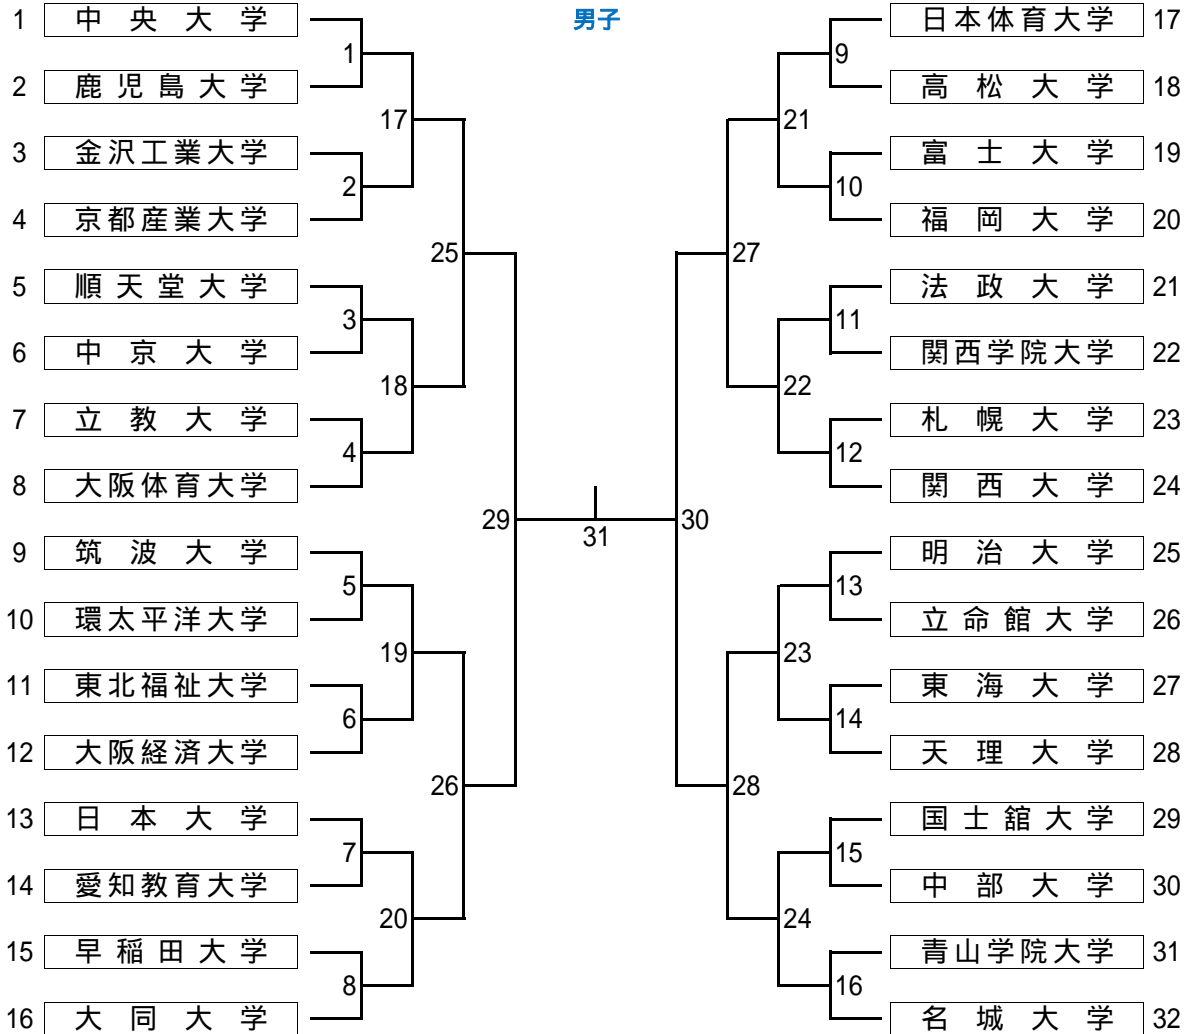 男子
1 中央大学
2 鹿児島大学
3 金沢工業大学
4 京都産業大学
5 順天堂大学
6 中京大学
7 立教大学
8 大阪体育大学
9 筑波大学
10 環太平洋大学
11 東北福祉大学
12 大阪経済大学
13 日本大学
14 愛知教育大学
15 早稲田大学
16 大同大学
1
2
3
4
5
6
7
8
17
18
19
20
25
26
29
31
30
27
28
21
22
23
24
9
10
11
12
13
14
15
16
日本体育大学 17
高松大学 18
富士大学 19
福岡大学 20
法政大学 21
関西学院大学 22
札幌大学 23
関西大学 24
明治大学 25
立命館大学 26
東海大学 27
天理大学 28
国士舘大学 29
中部大学 30
青山学院大学 31
名城大学 32